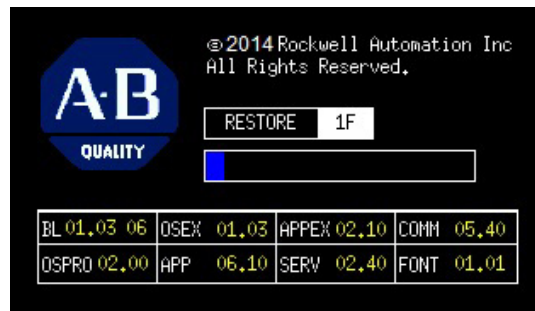 ©2014 Rockwell Automation Inc
All Rights Reserved.
A·B
QUALITY
RESTORE 1F
BL 01.03 06 OSEX 01.03 APPEX 02.10 COMM 05.40
OSPRO 02.00 APP 06.10 SERV 02.40 FONT 01.01